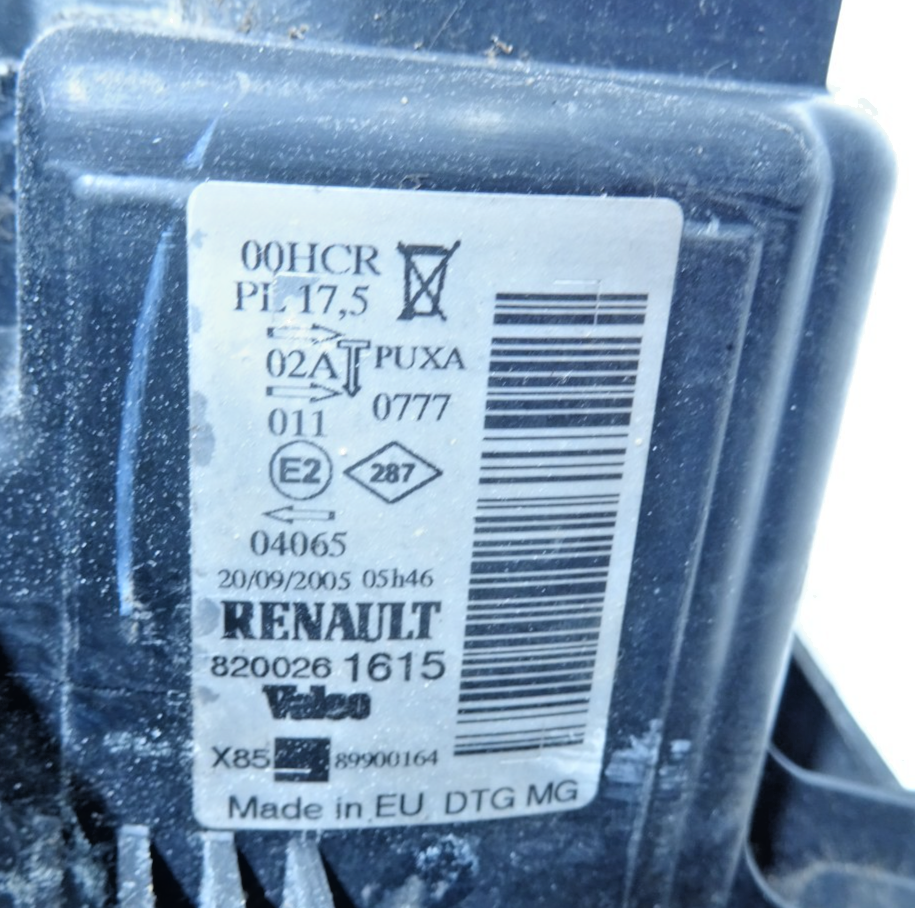 00HCR
PL 17,5
02A PUXA
0777
011
E2 287
04065
20/09/2005 05h46
RENAULT
820026 1615
Valeo
X85 89900164
Made in EU DTG MG